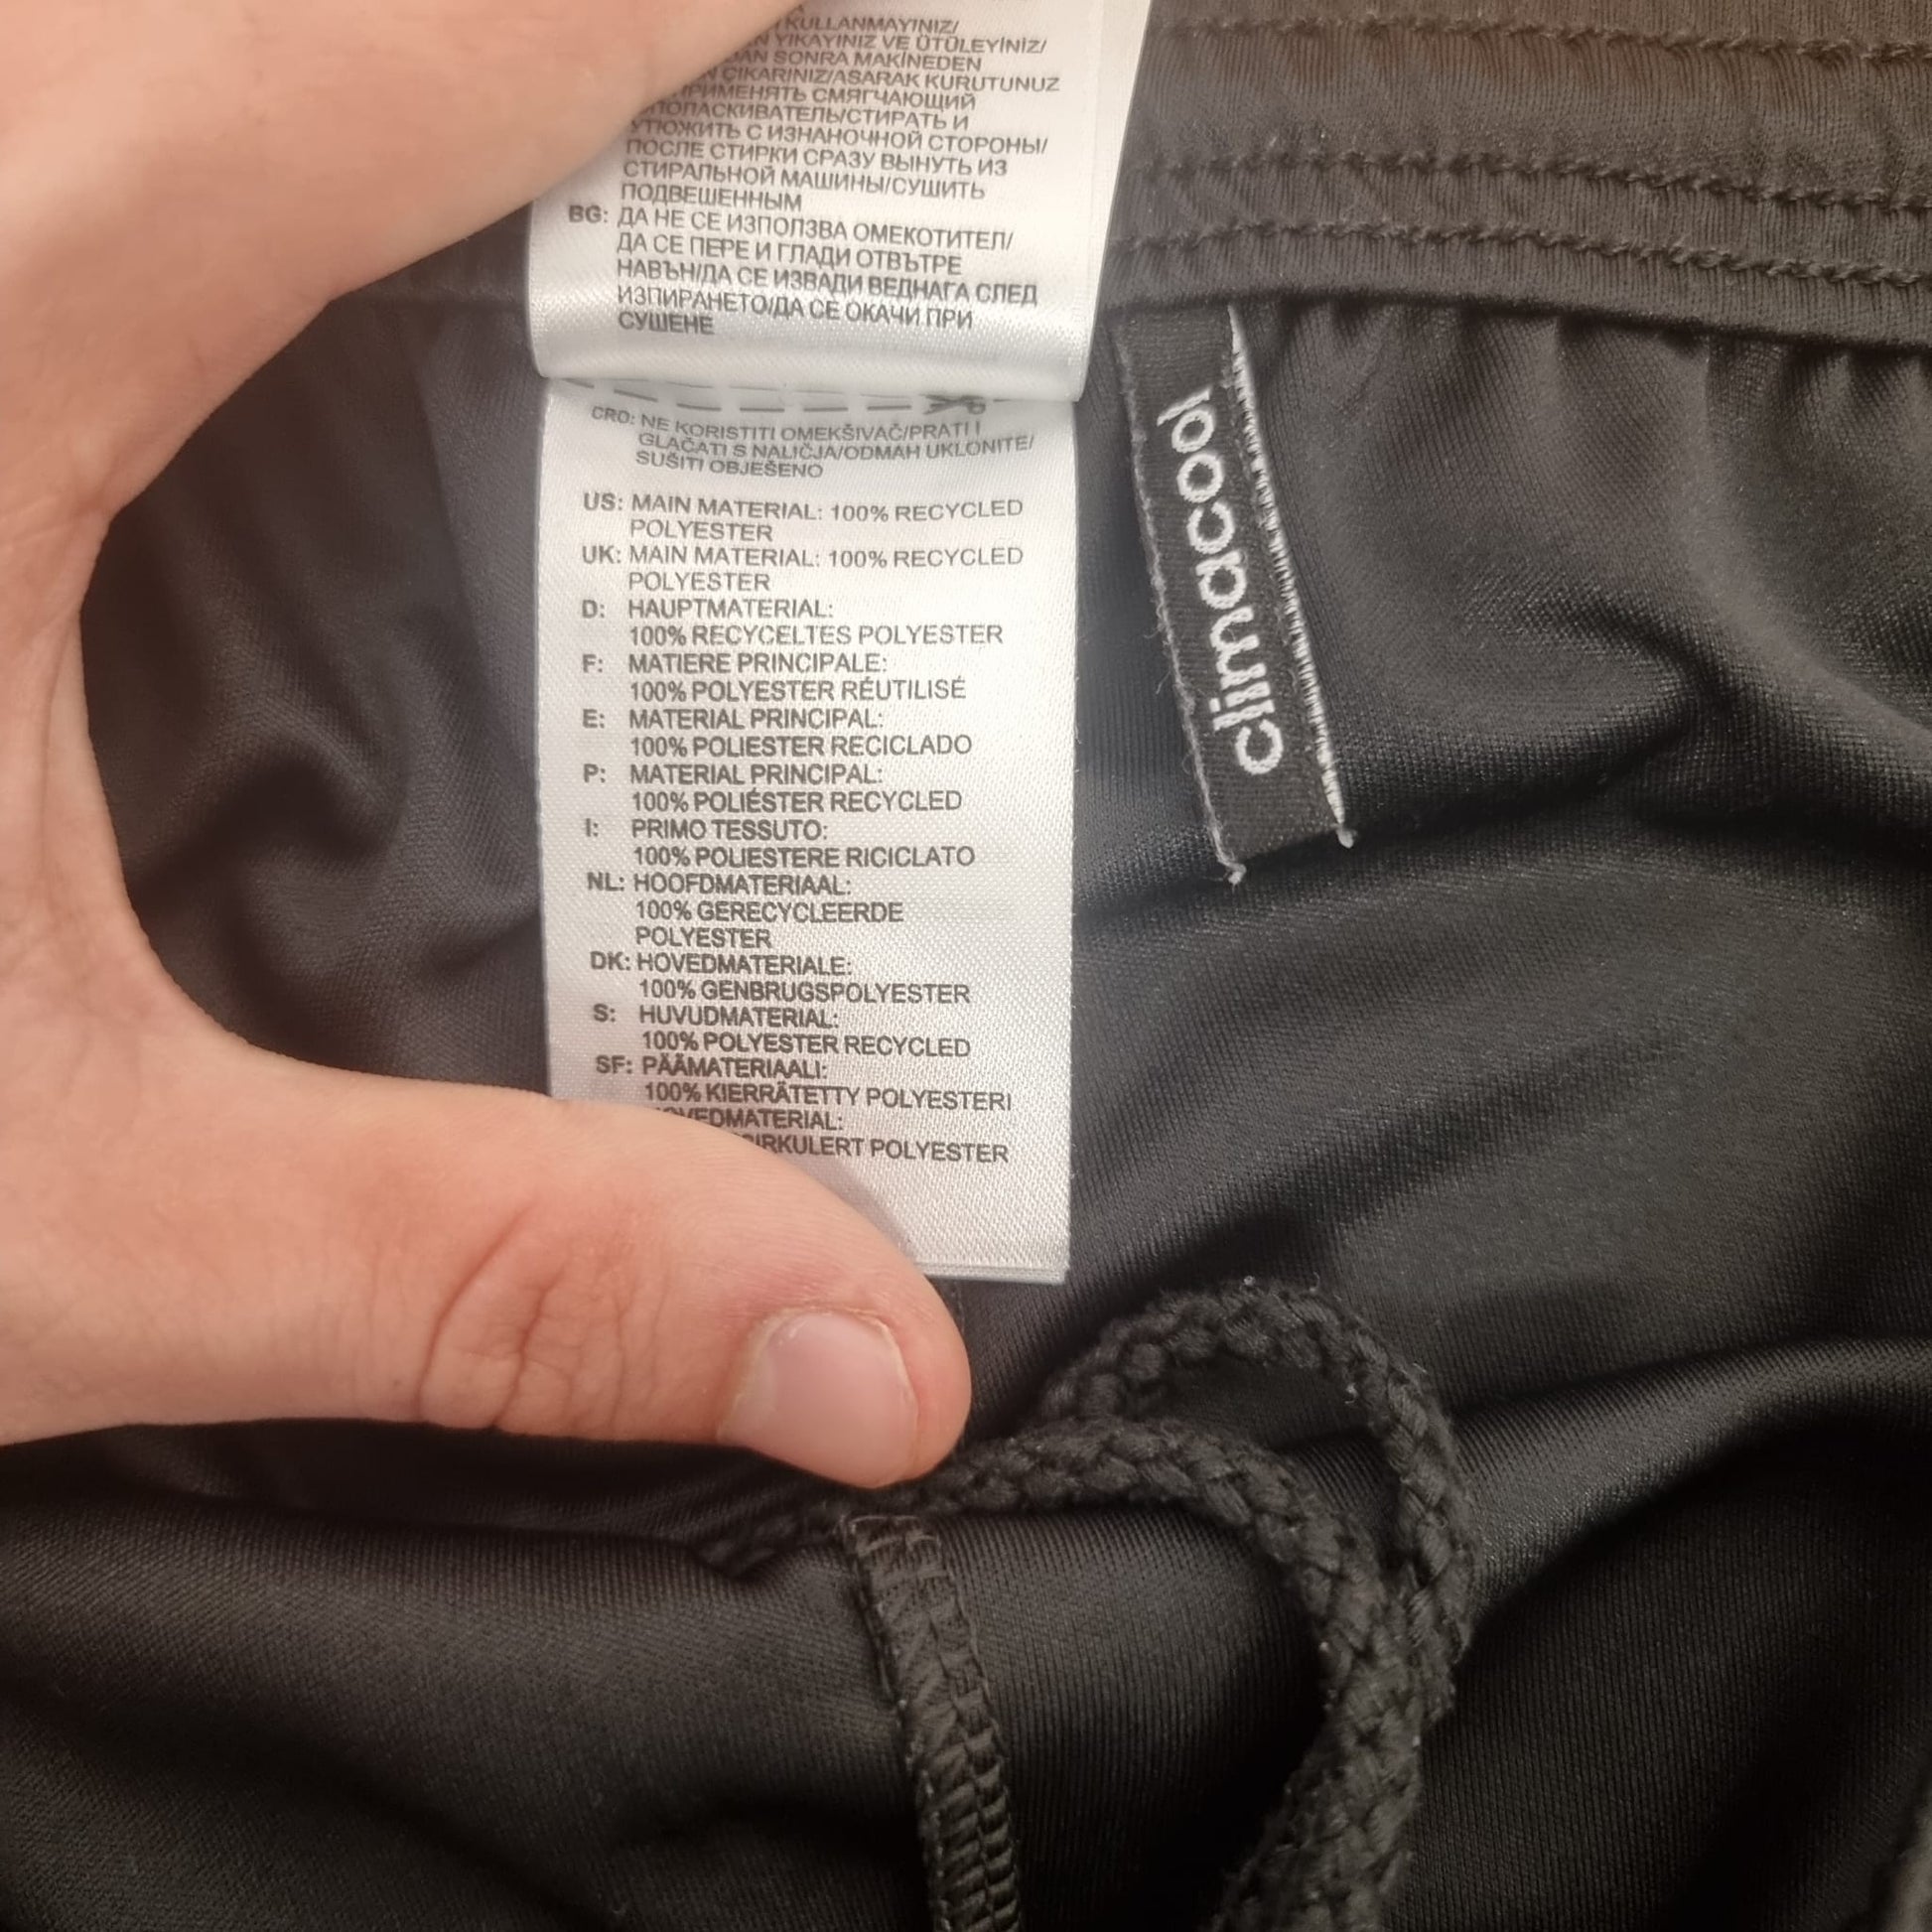 KULLANMAYINIZ/
YIKAYINIZ VE ÜTÜLEYİNİZ/
SONRA MAKİNEDEN
ÇIKARINIZ/ASARAK KURUTUNUZ
ПРИМЕНЯТЬ СМЯГЧАЮЩИЙ
ОПОЛАСКИВАТЕЛЬ/СТИРАТЬ И
УТЮЖИТЬ С ИЗНАНОЧНОЙ СТОРОНЫ/
ПОСЛЕ СТИРКИ СРАЗУ ВЫНУТЬ ИЗ
СТИРАЛЬНОЙ МАШИНЫ/СУШИТЬ
ПОДВЕШЕННЫМ
BG: ДА НЕ СЕ ИЗПОЛЗВА ОМЕКОТИТЕЛ/
ДА СЕ ПЕРЕ И ГЛАДИ ОТВЪТРЕ
НАВЪН/ДА СЕ ИЗВАДИ ВЕДНАГА СЛЕД
ИЗПИРАНЕТО/ДА СЕ ОКАЧИ ПРИ
СУШЕНЕ
CRO: NE KORISTITI OMEKŠIVAČ/PRATI I
GLAČATI S NALIČJA/ODMAH UKLONITE/
SUŠITI OBJEŠENO
US: MAIN MATERIAL: 100% RECYCLED
POLYESTER
UK: MAIN MATERIAL: 100% RECYCLED
POLYESTER
D: HAUPTMATERIAL:
100% RECYCELTES POLYESTER
F: MATIERE PRINCIPALE:
100% POLYESTER RÉUTILISÉ
E: MATERIAL PRINCIPAL:
100% POLIESTER RECICLADO
P: MATERIAL PRINCIPAL:
100% POLIÉSTER RECYCLED
I: PRIMO TESSUTO:
100% POLIESTERE RICICLATO
NL: HOOFDMATERIAAL:
100% GERECYCLEERDE
POLYESTER
DK: HOVEDMATERIALE:
100% GENBRUGSPOLYESTER
S: HUVUDMATERIAL:
100% POLYESTER RECYCLED
SF: PÄÄMATERIAALI:
100% KIERRÄTETTY POLYESTERI
HOVEDMATERIAL:
POLYESTER
climacool